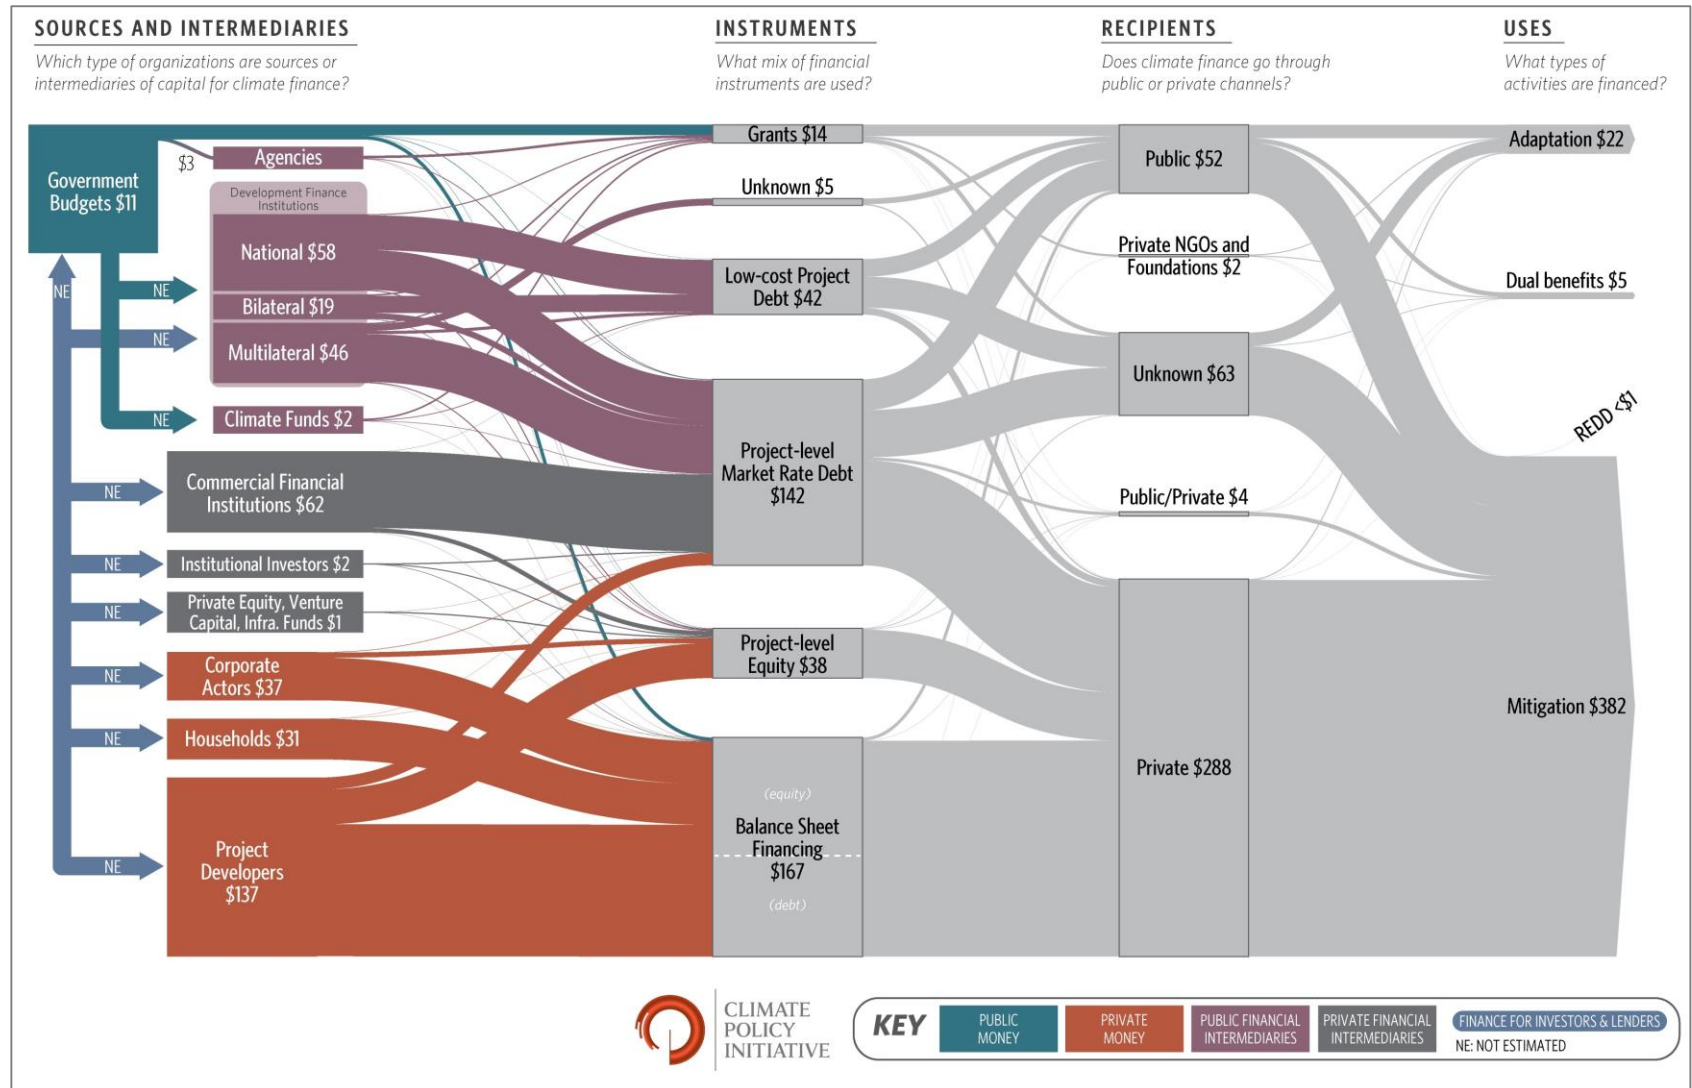 SOURCES AND INTERMEDIARIES
Which type of organizations are sources or
intermediaries of capital for climate finance?
INSTRUMENTS
What mix of financial
instruments are used?
RECIPIENTS
Does climate finance go through
public or private channels?
USES
What types of
activities are financed?
Government
Budgets $11
$3
Agencies
Development Finance
Institutions
National $58
Bilateral $19
Multilateral $46
Climate Funds $2
Commercial Financial
Institutions $62
Institutional Investors $2
Private Equity, Venture
Capital, Infra. Funds $1
Corporate
Actors $37
Households $31
Project
Developers
$137
NE
NE
NE
NE
NE
NE
NE
NE
NE
NE
Grants $14
Unknown $5
Low-cost Project
Debt $42
Project-level
Market Rate Debt
$142
Project-level
Equity $38
(equity)
Balance Sheet
Financing
$167
(debt)
Public $52
Private NGOs and
Foundations $2
Unknown $63
Public/Private $4
Private $288
Adaptation $22
Dual benefits $5
REDD <$1
Mitigation $382
CLIMATE
POLICY
INITIATIVE
KEY
PUBLIC
MONEY
PRIVATE
MONEY
PUBLIC FINANCIAL
INTERMEDIARIES
PRIVATE FINANCIAL
INTERMEDIARIES
FINANCE FOR INVESTORS & LENDERS
NE: NOT ESTIMATED